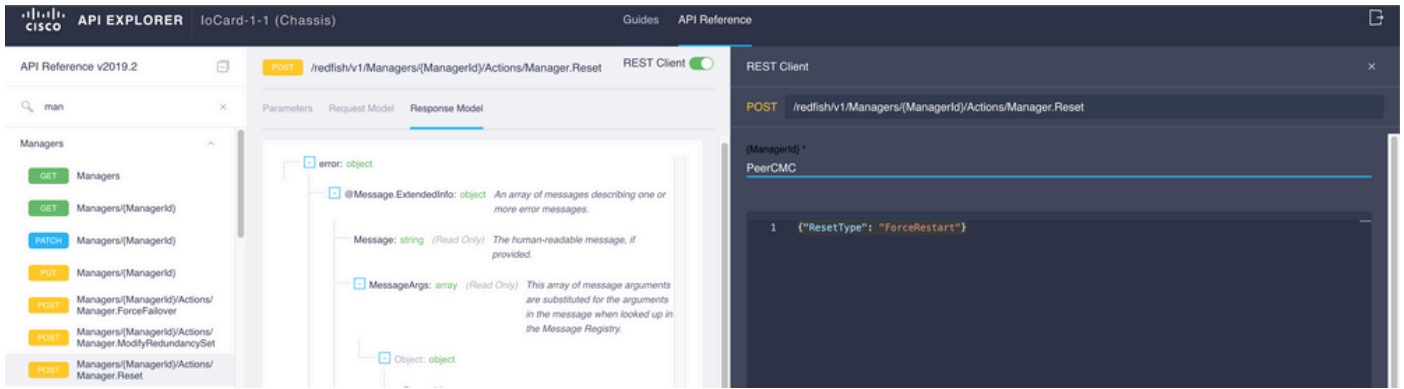 CISCO
API EXPLORER
IoCard-1-1 (Chassis)
Guides
API Reference
API Reference v2019.2
man
Managers
GET Managers
GET Managers/{ManagerId}
PATCH Managers/{ManagerId}
PUT Managers/{ManagerId}
POST Managers/{ManagerId}/Actions/
Manager.ForceFailover
POST Managers/{ManagerId}/Actions/
Manager.ModifyRedundancySet
POST Managers/{ManagerId}/Actions/
Manager.Reset
POST /redfish/v1/Managers/{ManagerId}/Actions/Manager.Reset
REST Client
Parameters Request Model Response Model
error: object
@Message.ExtendedInfo: object An array of messages describing one or
more error messages.
Message: string (Read Only) The human-readable message, if
provided.
MessageArgs: array (Read Only) This array of message arguments
are substituted for the arguments
in the message when looked up in
the Message Registry.
Object: object
REST Client
POST /redfish/v1/Managers/{ManagerId}/Actions/Manager.Reset
{ManagerId} *
PeerCMC
1 {"ResetType": "ForceRestart"}